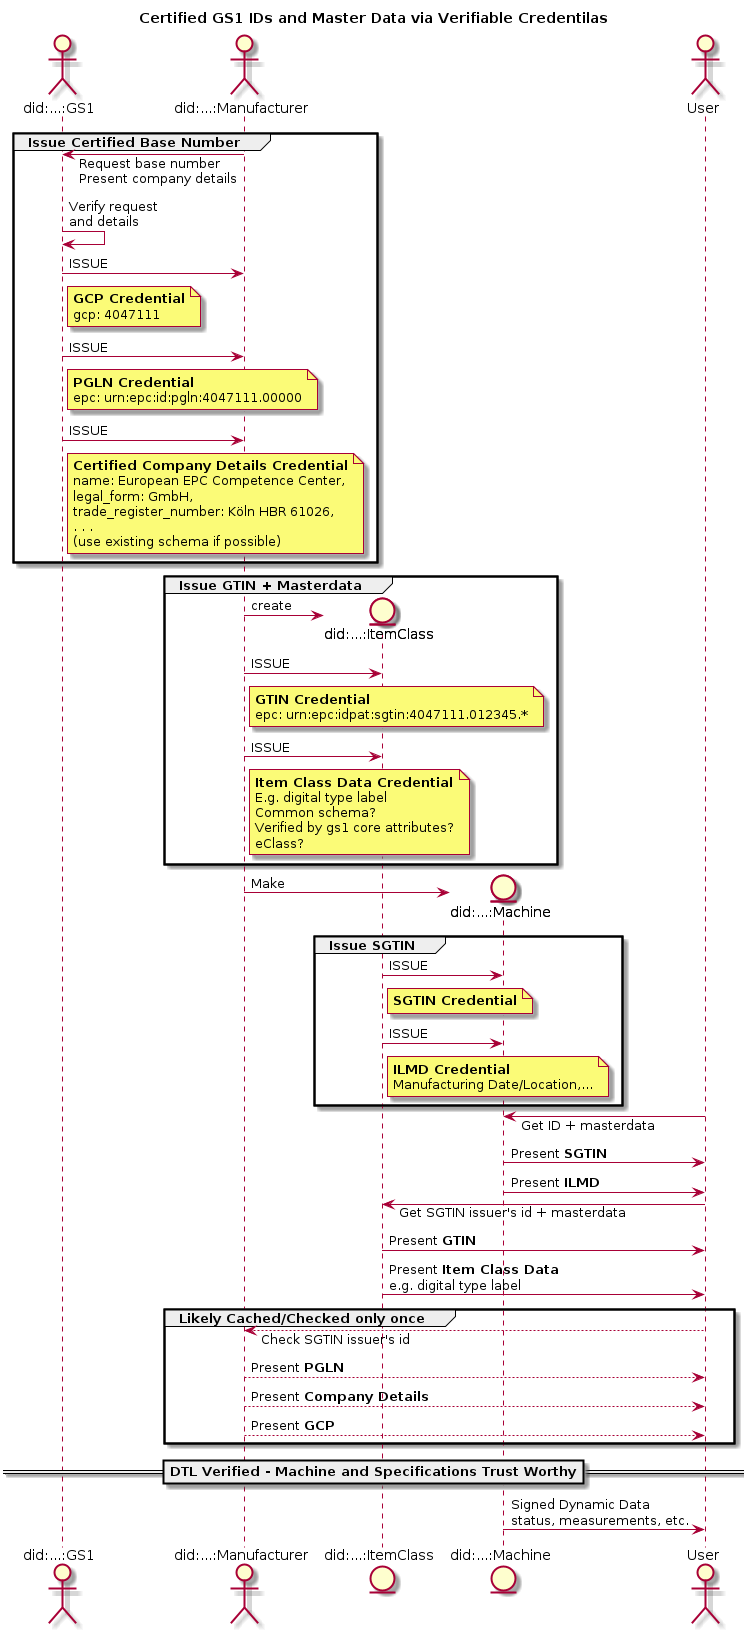 Certified GS1 IDs and Master Data via Verifiable Credentilas
did:...:GS1
did:...:Manufacturer
User
Issue Certified Base Number
Request base number
Present company details
Verify request
and details
ISSUE
GCP Credential
gcp: 4047111
ISSUE
PGLN Credential
epc: urn:epc:id:pgln:4047111.00000
ISSUE
Certified Company Details Credential
name: European EPC Competence Center,
legal_form: GmbH,
trade_register_number: Köln HBR 61026,
. . .
(use existing schema if possible)
Issue GTIN + Masterdata
create
did:...:ItemClass
ISSUE
GTIN Credential
epc: urn:epc:idpat:sgtin:4047111.012345.*
ISSUE
Item Class Data Credential
E.g. digital type label
Common schema?
Verified by gs1 core attributes?
eClass?
Make
did:...:Machine
Issue SGTIN
ISSUE
SGTIN Credential
ISSUE
ILMD Credential
Manufacturing Date/Location,...
Get ID + masterdata
Present SGTIN
Present ILMD
Get SGTIN issuer's id + masterdata
Present GTIN
Present Item Class Data
e.g. digital type label
Likely Cached/Checked only once
Check SGTIN issuer's id
Present PGLN
Present Company Details
Present GCP
DTL Verified - Machine and Specifications Trust Worthy
Signed Dynamic Data
status, measurements, etc.
did:...:GS1
did:...:Manufacturer
did:...:ItemClass
did:...:Machine
User